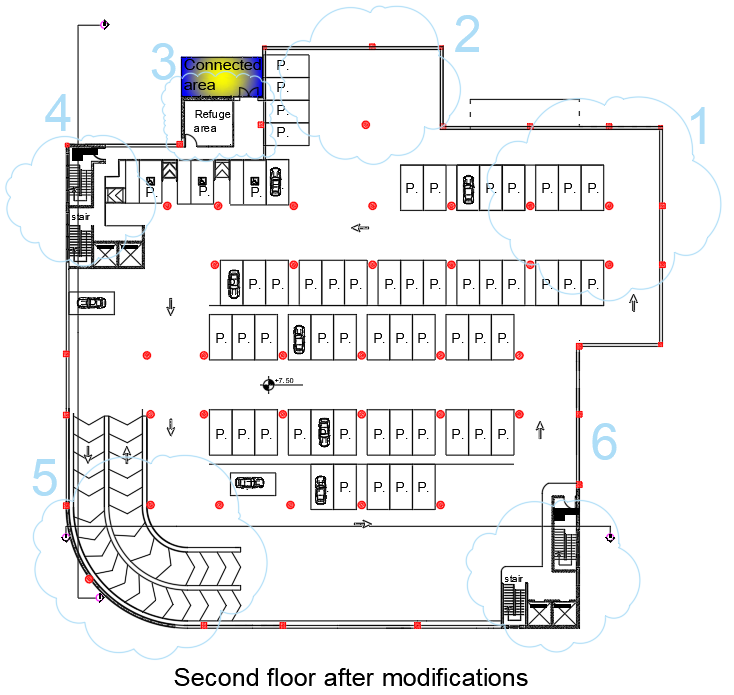 2
1
3
Connected
area
P.
P.
P.
P.
Refuge
area
4
P. P. P. P. P. P. P. P. P. P.
stair
P. P. P. P. P. P. P. P. P. P. P. P. P. P.
P. P. P. P. P. P. P. P. P. P. P.
+7.50
P. P. P. P. P. P. P. P. P. P. P.
6
5
P. P. P. P.
stair
Second floor after modifications